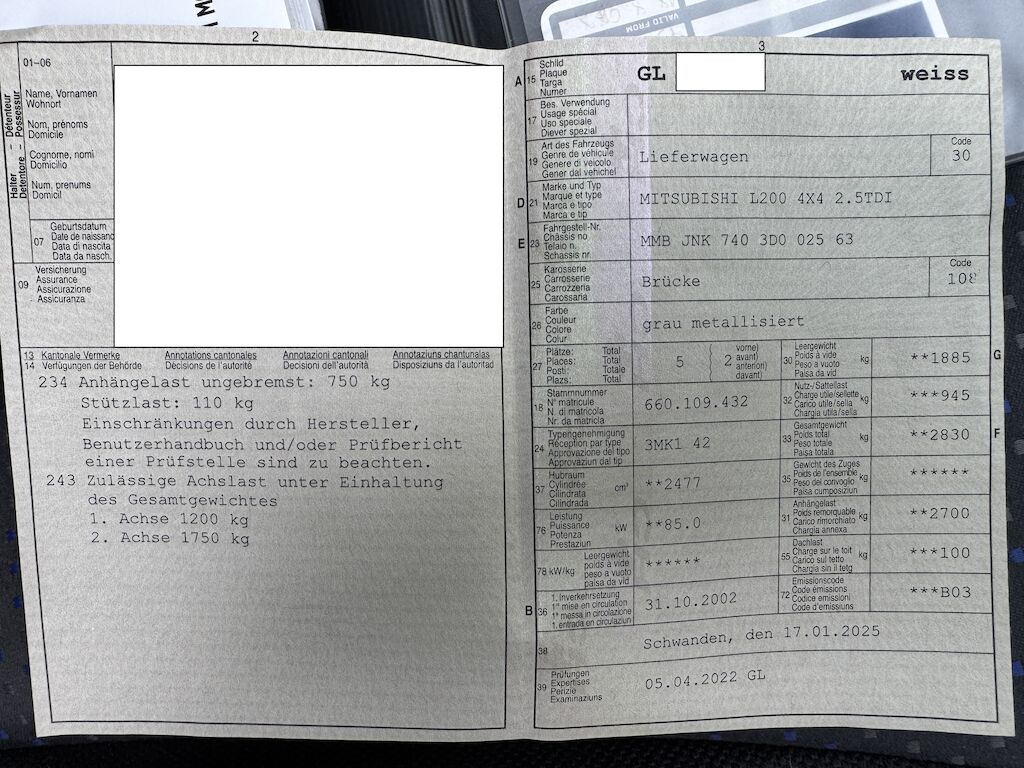 VALID FROM
2
01-06
Halter – Détenteur
Detentore – Possessur
Name, Vornamen
Wohnort
Nom, prénoms
Domicile
Cognome, nomi
Domicilio
Num, prenums
Domicil
07
Geburtsdatum
Date de naissanc
Data di nascita
Data da nasch.
09
Versicherung
Assurance
Assicurazione
Assicuranza
13 Kantonale Vermerke Annotations cantonales Annotazioni cantonali Annotaziuns chantunalas
14 Verfügungen der Behörde Décisions de l'autorité Decisioni dell'autorità Disposiziuns da l'autoritad
234 Anhängelast ungebremst: 750 kg
Stützlast: 110 kg
Einschränkungen durch Hersteller,
Benutzerhandbuch und/oder Prüfbericht
einer Prüfstelle sind zu beachten.
243 Zulässige Achslast unter Einhaltung
des Gesamtgewichtes
1. Achse 1200 kg
2. Achse 1750 kg
3
A 15
Schild
Plaque
Targa
Numer
GL weiss
17
Bes. Verwendung
Usage spécial
Uso speciale
Diever spezial
19
Art des Fahrzeugs
Genre de véhicule
Genere di veicolo
Gener dal vehichel
Lieferwagen
Code
30
D 21
Marke und Typ
Marque et type
Marca e tipo
Marca e tip
MITSUBISHI L200 4X4 2.5TDI
E 23
Fahrgestell-Nr.
Châssis no
Telaio n.
Schassis nr.
MMB JNK 740 3D0 025 63
25
Karosserie
Carrosserie
Carrozzeria
Carossaria
Brücke
Code
108
26
Farbe
Couleur
Colore
Colur
grau metallisiert
27
Plätze: Total
Places: Total
Posti: Totale
Plazs: Total
5
2
vorne)
avant)
anteriori)
davant)
30
Leergewicht
Poids à vide
Peso a vuoto
Paisa da vid
kg
**1885
G
18
Stammnummer
N° matricule
N. di matricola
Nr. da matricla
660.109.432
32
Nutz-/Sattellast
Charge utile/sellette
Carico utile/sella
Chargia utila/sella
kg
***945
24
Typengenehmigung
Réception par type
Approvazione del tipo
Approvaziun dal tip
3MK1 42
33
Gesamtgewicht
Poids total
Peso totale
Paisa totala
kg
**2830
F
37
Hubraum
Cylindrée
Cilindrata
Cilindrada
cm³
**2477
35
Gewicht des Zuges
Poids de l'ensemble
Peso del convoglio
Paisa cumposiziun
kg
******
76
Leistung
Puissance
Potenza
Prestaziun
kW
**85.0
31
Anhängelast
Poids remorquable
Carico rimorchiato
Chargia annexa
kg
**2700
78 kW/kg
Leergewicht
poids à vide
peso a vuoto
paisa da vid
******
55
Dachlast
Charge sur le toit
Carico sul tetto
Chargia sin il tetg
kg
***100
B 36
1. Inverkehrsetzung
1re mise en circulation
1a messa in circolazione
1. entrada en circulaziun
31.10.2002
72
Emissionscode
Code émissions
Codice emissioni
Code d'emissiuns
***B03
38
Schwanden, den 17.01.2025
39
Prüfungen
Expertises
Perizie
Examinaziuns
05.04.2022 GL